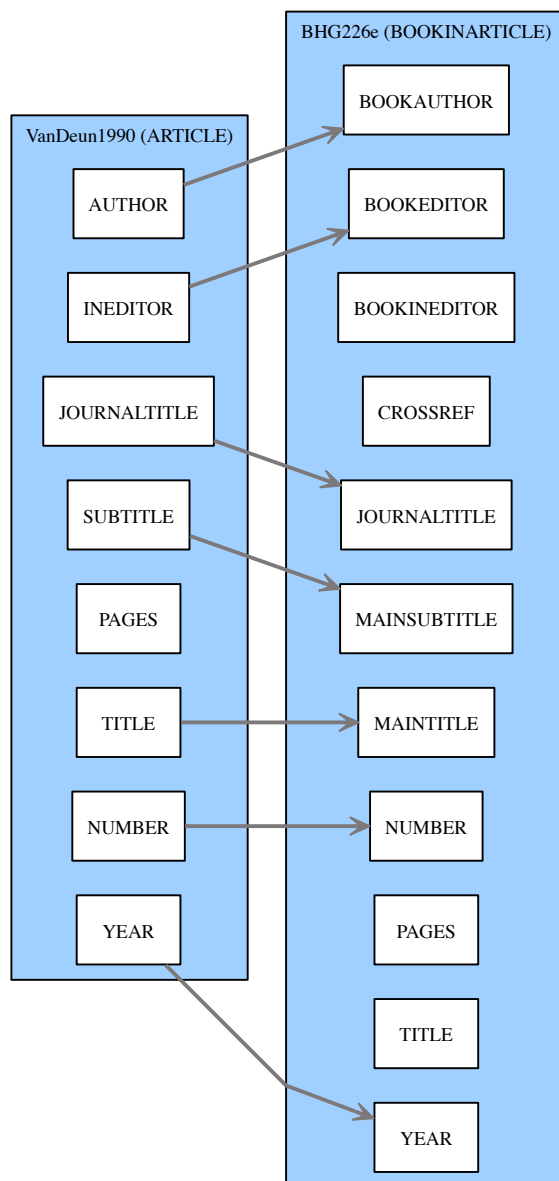 VanDeun1990 (ARTICLE)
AUTHOR
INEDITOR
JOURNALTITLE
SUBTITLE
PAGES
TITLE
NUMBER
YEAR
BHG226e (BOOKINARTICLE)
BOOKAUTHOR
BOOKEDITOR
BOOKINEDITOR
CROSSREF
JOURNALTITLE
MAINSUBTITLE
MAINTITLE
NUMBER
PAGES
TITLE
YEAR